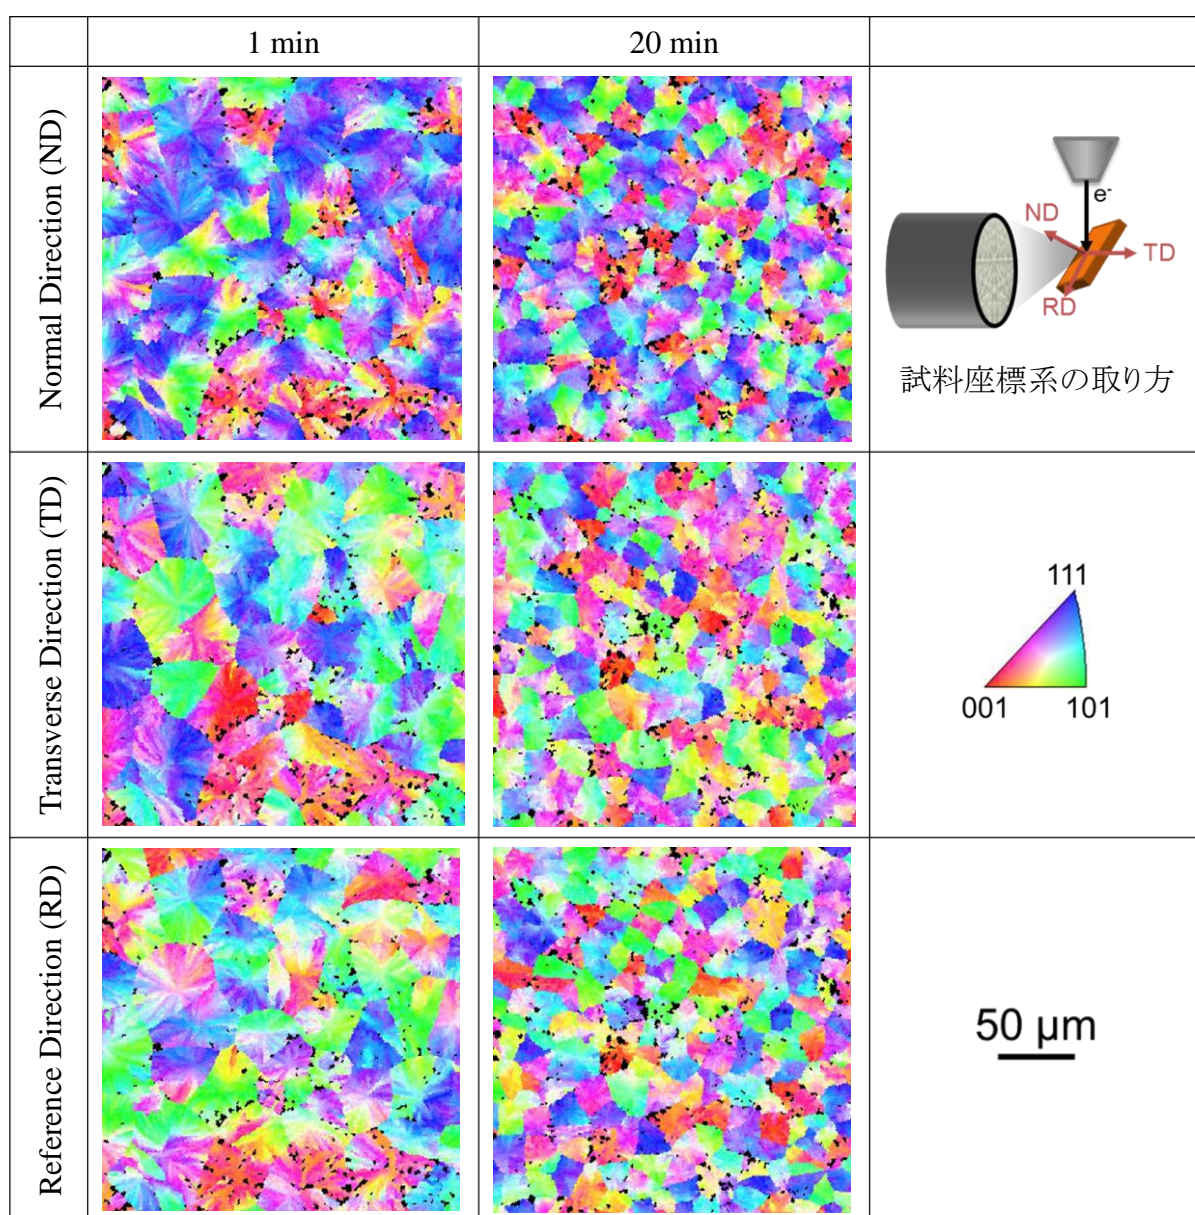 1 min
20 min
Normal Direction (ND)
e-
ND
TD
RD
試料座標系の取り方
Transverse Direction (TD)
111
001
101
Reference Direction (RD)
50 µm